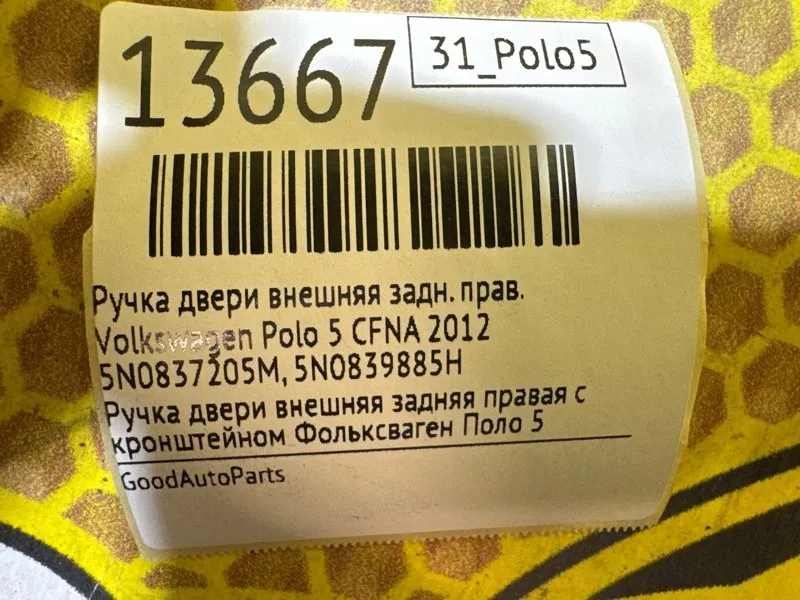 13667
31_Polo5
Ручка двери внешняя задн. прав.
Volkswagen Polo 5 CFNA 2012
5N0837205M, 5N0839885H
Ручка двери внешняя задняя правая с
кронштейном Фольксваген Поло 5
GoodAutoParts